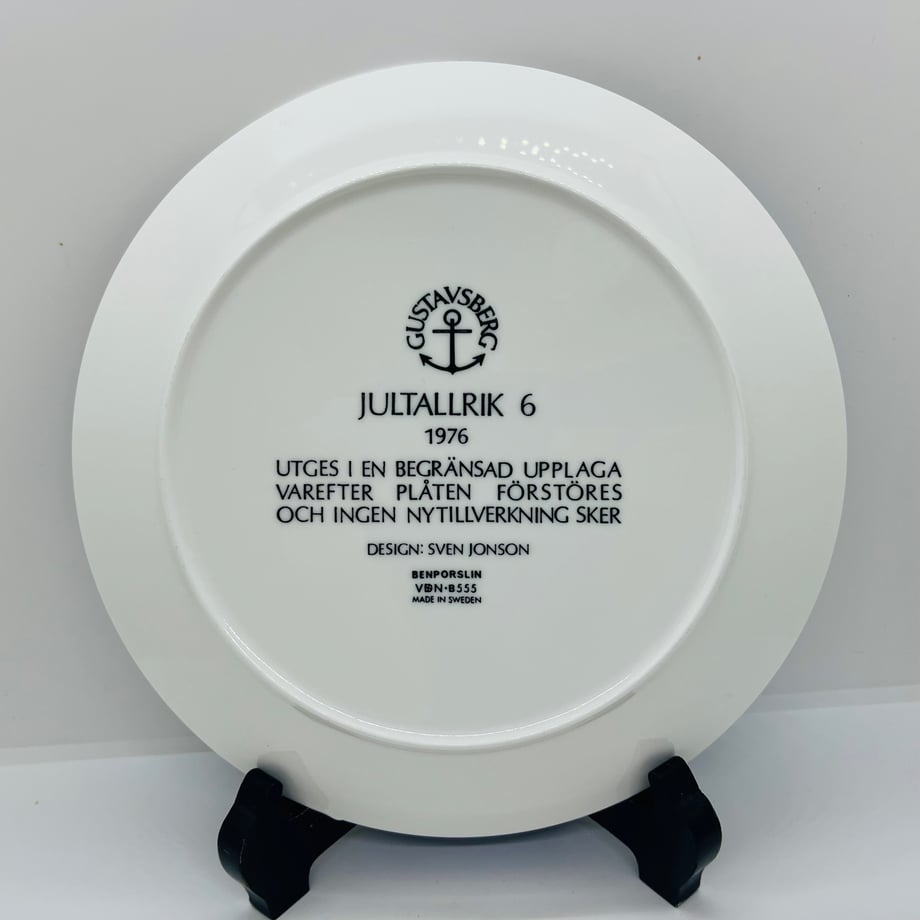 GUSTAVSBERG
JULTALLRIK 6
1976
UTGES I EN BEGRÄNSAD UPPLAGA
VAREFTER PLÅTEN FÖRSTÖRES
OCH INGEN NYTILLVERKNING SKER
DESIGN: SVEN JONSON
BENPORSLIN
VDN·B555
MADE IN SWEDEN